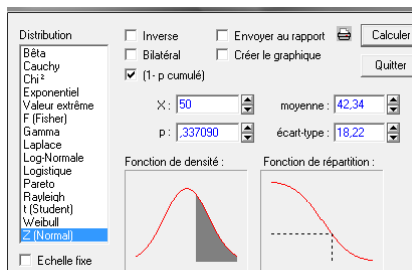 Distribution
Bêta
Cauchy
Chi ²
Exponentiel
Valeur extrême
F (Fisher)
Gamma
Laplace
Log-Normale
Logistique
Pareto
Rayleigh
t (Student)
Weibull
Z (Normal)
Echelle fixe
Inverse
Envoyer au rapport
Calculer
Bilatéral
Créer le graphique
(1- p cumulé)
Quitter
X : 50
moyenne : 42,34
p : ,337090
écart-type : 18,22
Fonction de densité :
Fonction de répartition :